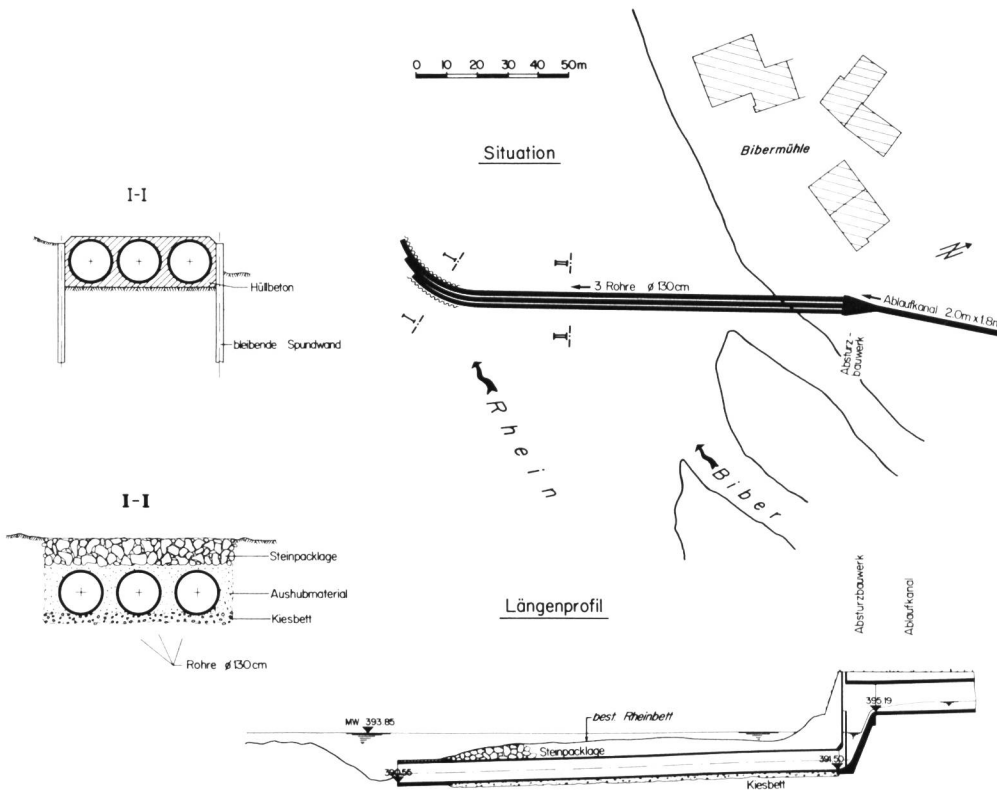 0 10 20 30 40 50m
Situation
Bibermühle
I-I
Hüllbeton
bleibende Spundwand
I
I
II
II
3 Rohre ø 130cm
Ablaufkanal 2.0m x 1.8m
N
Absturz-
bauwerk
Rhein
Biber
I-I
Steinpacklage
Aushubmaterial
Kiesbett
Rohre ø 130cm
Längenprofil
Absturzbauwerk
Ablaufkanal
MW 393.85
best. Rheinbett
Steinpacklage
395.19
391.50
Kiesbett